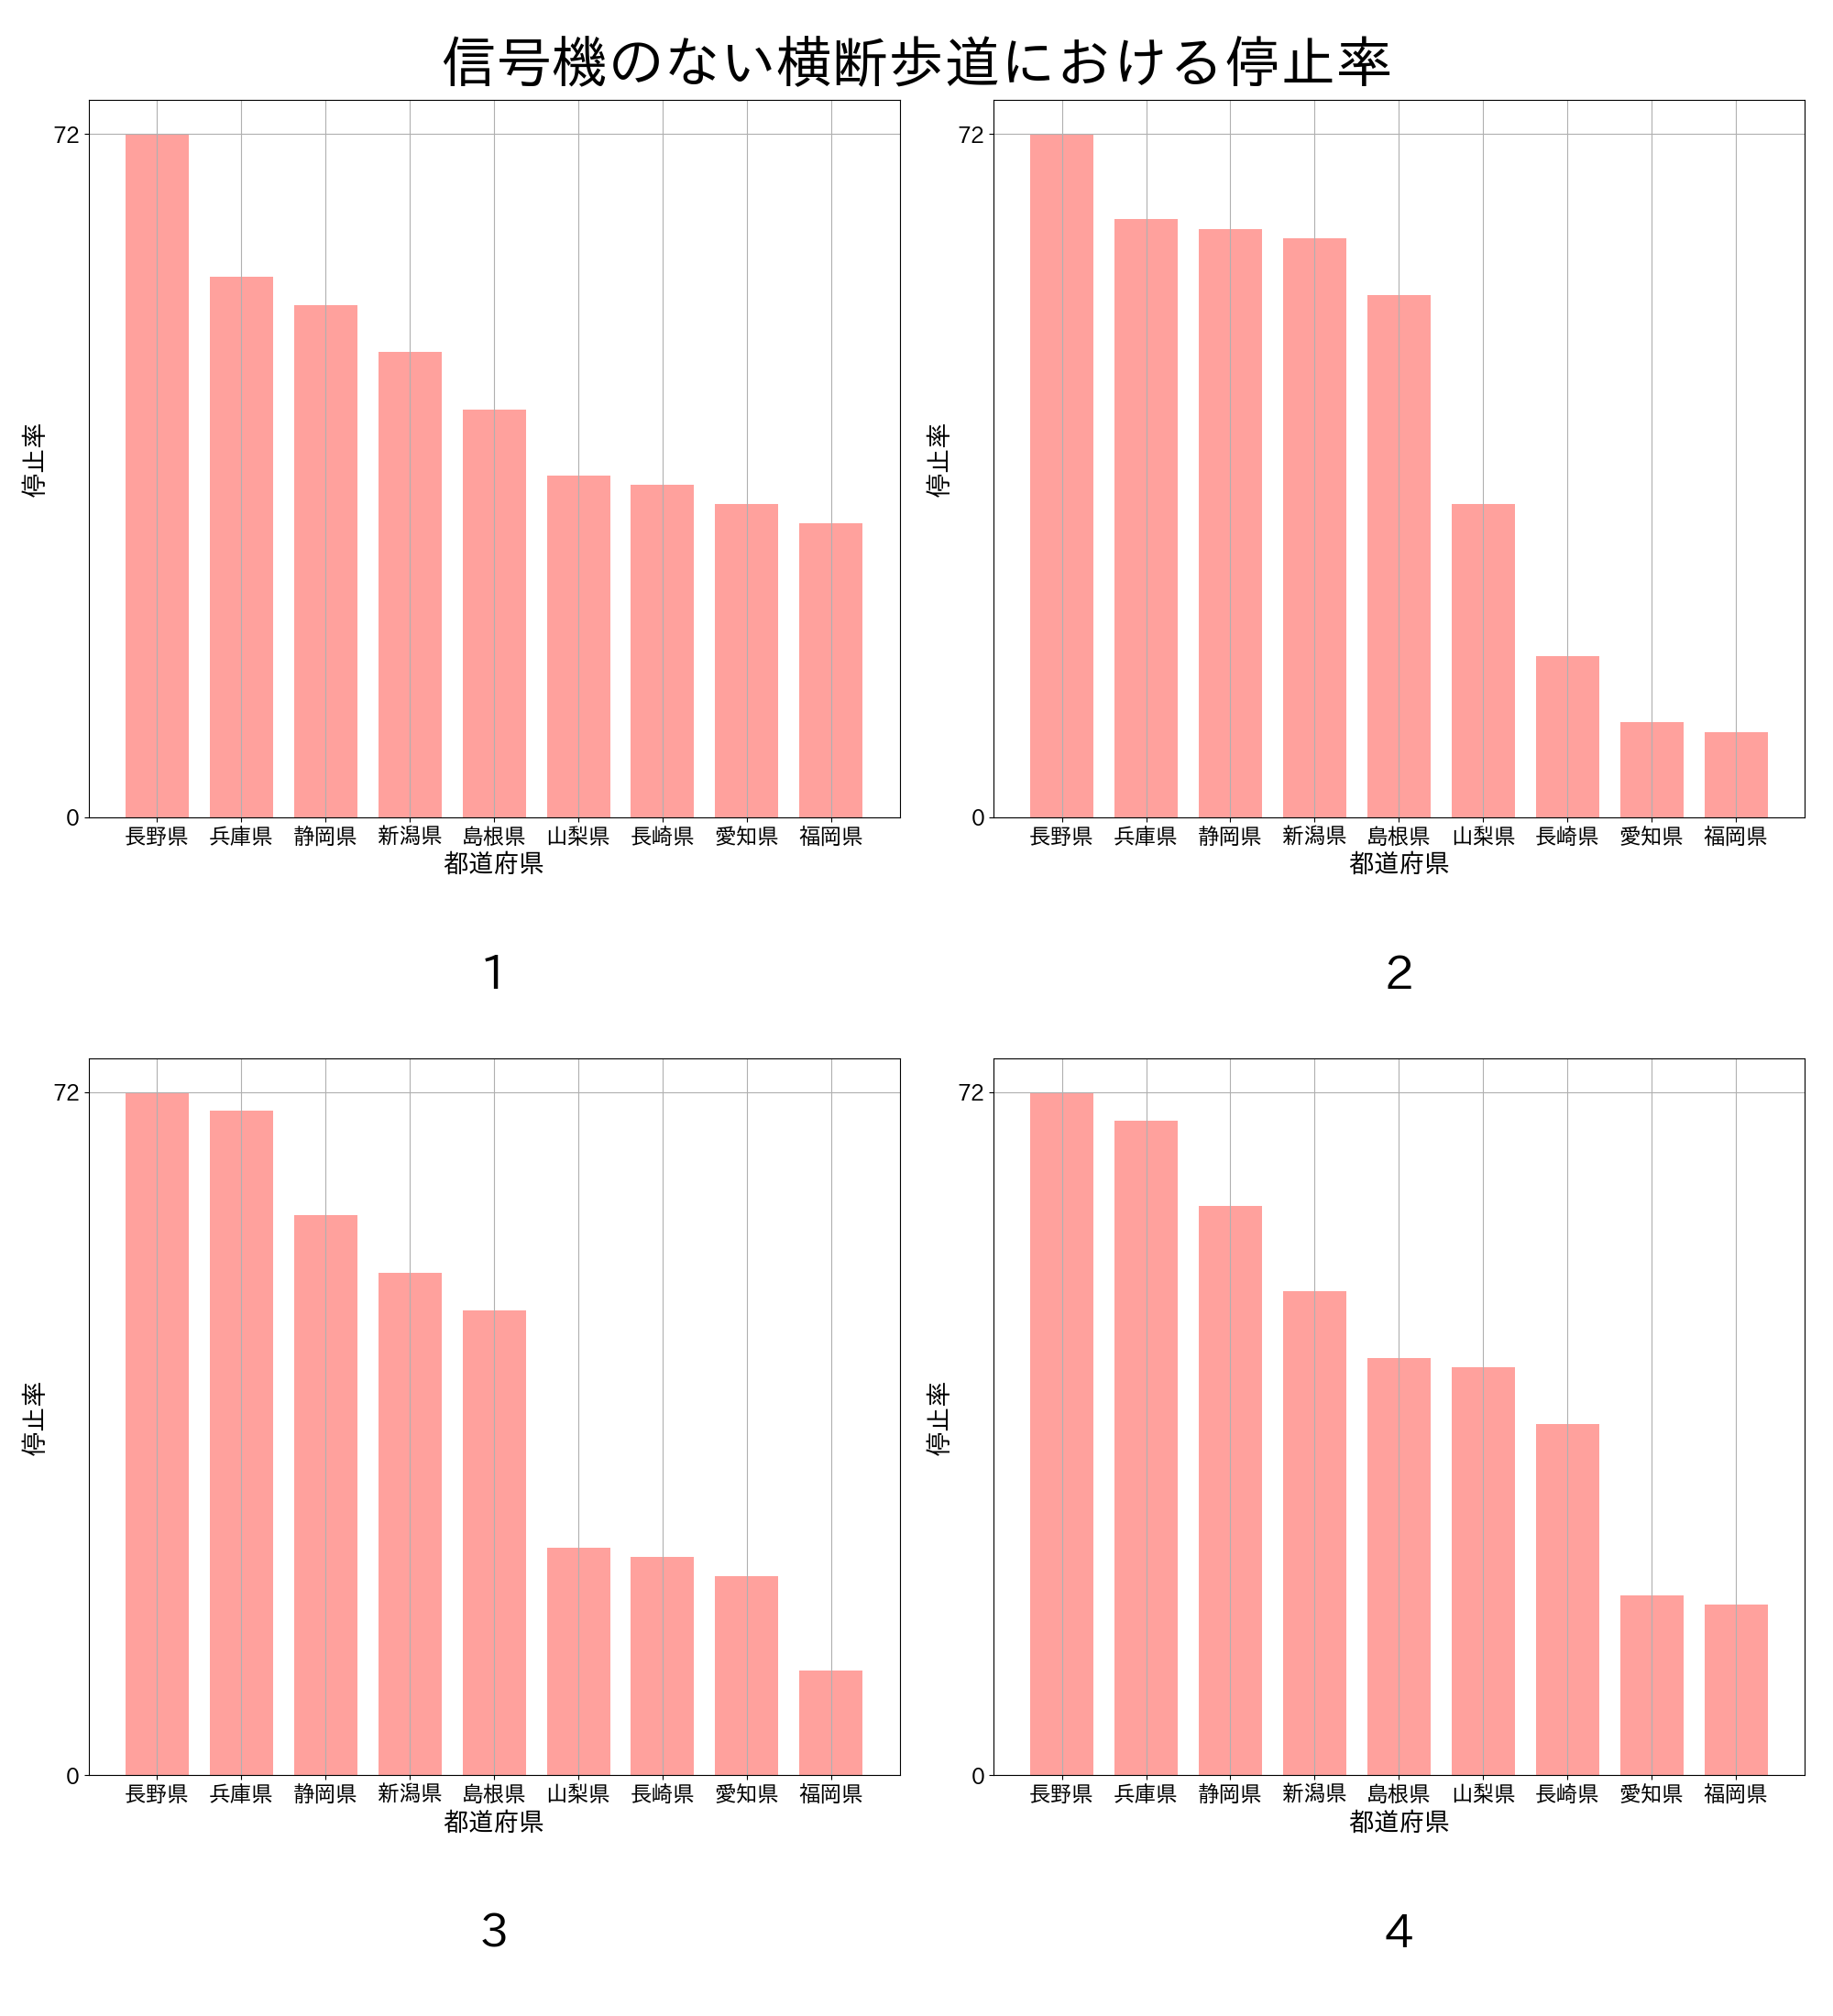 信号機のない横断歩道における停止率
72
停止率
0
長野県 兵庫県 静岡県 新潟県 島根県 山梨県 長崎県 愛知県 福岡県
都道府県
1
72
停止率
0
長野県 兵庫県 静岡県 新潟県 島根県 山梨県 長崎県 愛知県 福岡県
都道府県
2
72
停止率
0
長野県 兵庫県 静岡県 新潟県 島根県 山梨県 長崎県 愛知県 福岡県
都道府県
3
72
停止率
0
長野県 兵庫県 静岡県 新潟県 島根県 山梨県 長崎県 愛知県 福岡県
都道府県
4